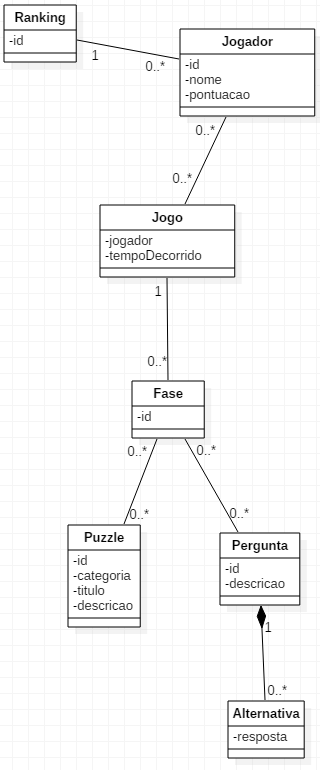 Ranking
-id
1
0..*
Jogador
-id
-nome
-pontuacao
0..*
0..*
Jogo
-jogador
-tempoDecorrido
1
0..*
Fase
-id
0..*
0..*
0..*
0..*
Puzzle
-id
-categoria
-titulo
-descricao
Pergunta
-id
-descricao
1
0..*
Alternativa
-resposta